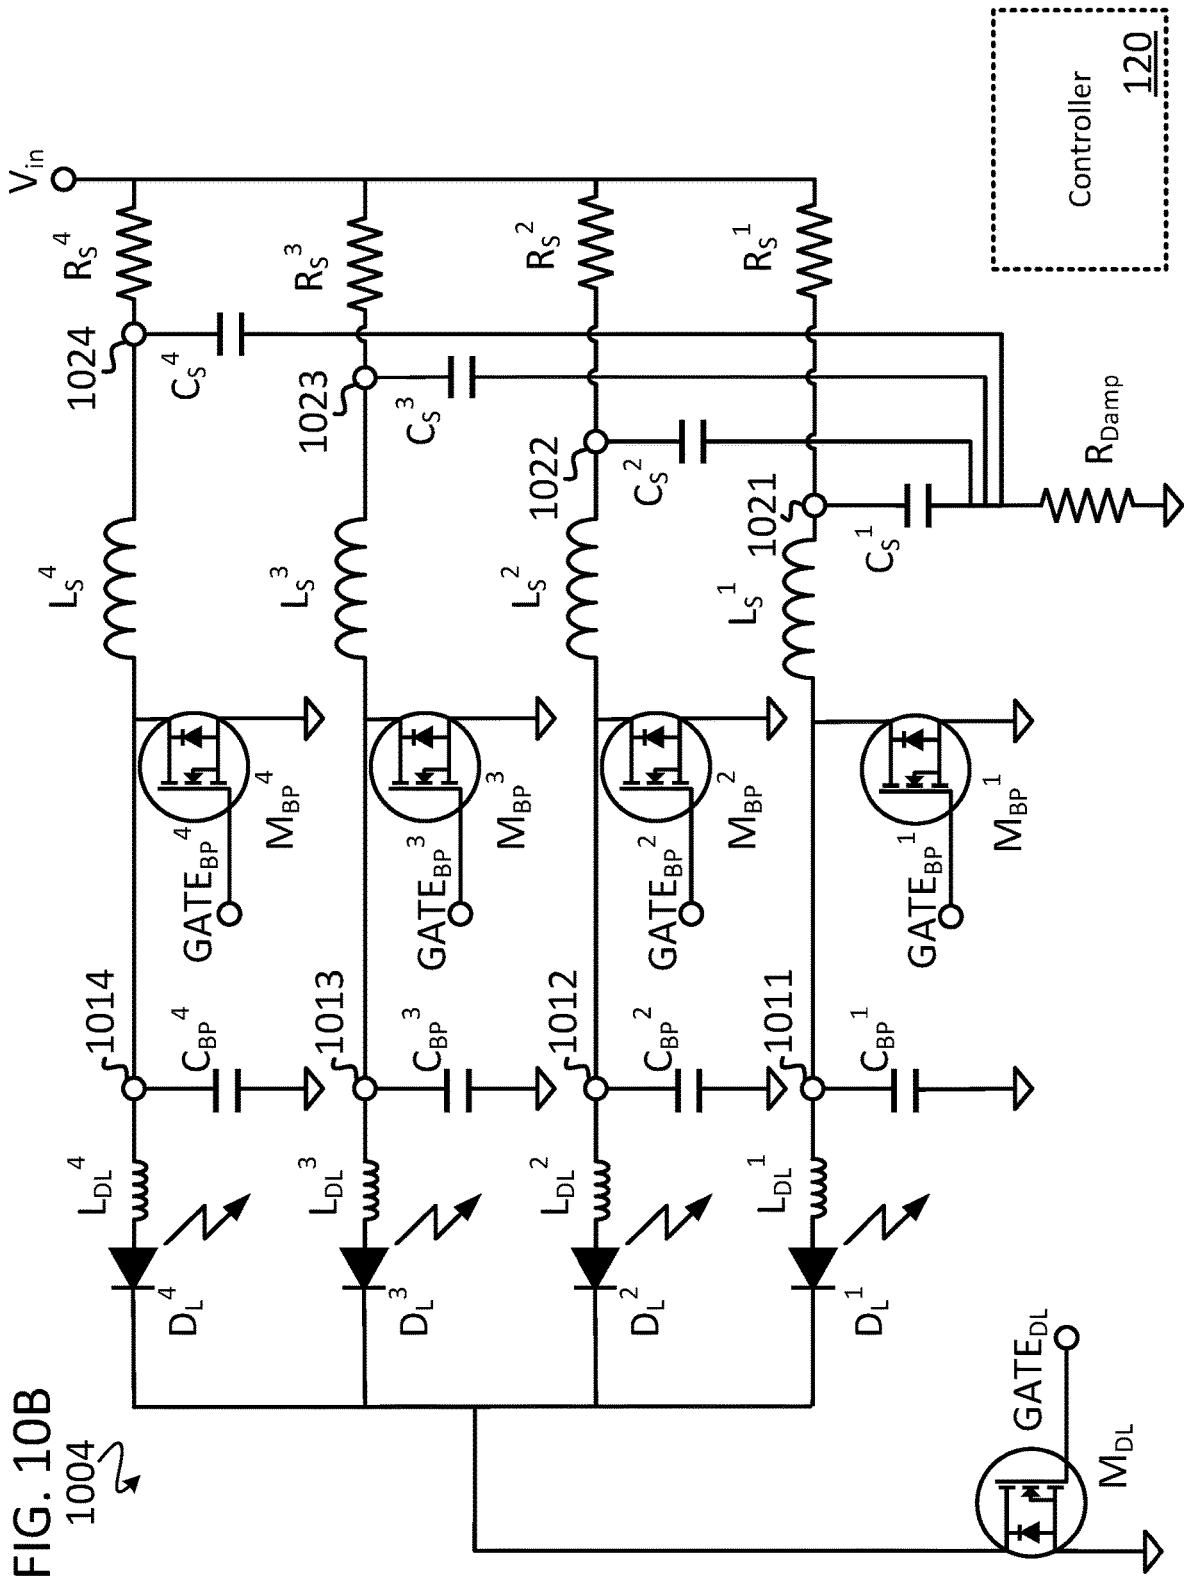 FIG. 10B
1004
V_in
R_S^4
R_S^3
R_S^2
R_S^1
1024
1023
1022
1021
C_S^4
C_S^3
C_S^2
C_S^1
R_Damp
L_S^4
L_S^3
L_S^2
L_S^1
M_BP^4
M_BP^3
M_BP^2
M_BP^1
GATE_BP^4
GATE_BP^3
GATE_BP^2
GATE_BP^1
1014
1013
1012
1011
C_BP^4
C_BP^3
C_BP^2
C_BP^1
L_DL^4
L_DL^3
L_DL^2
L_DL^1
D_L^4
D_L^3
D_L^2
D_L^1
GATE_DL
M_DL
Controller
120